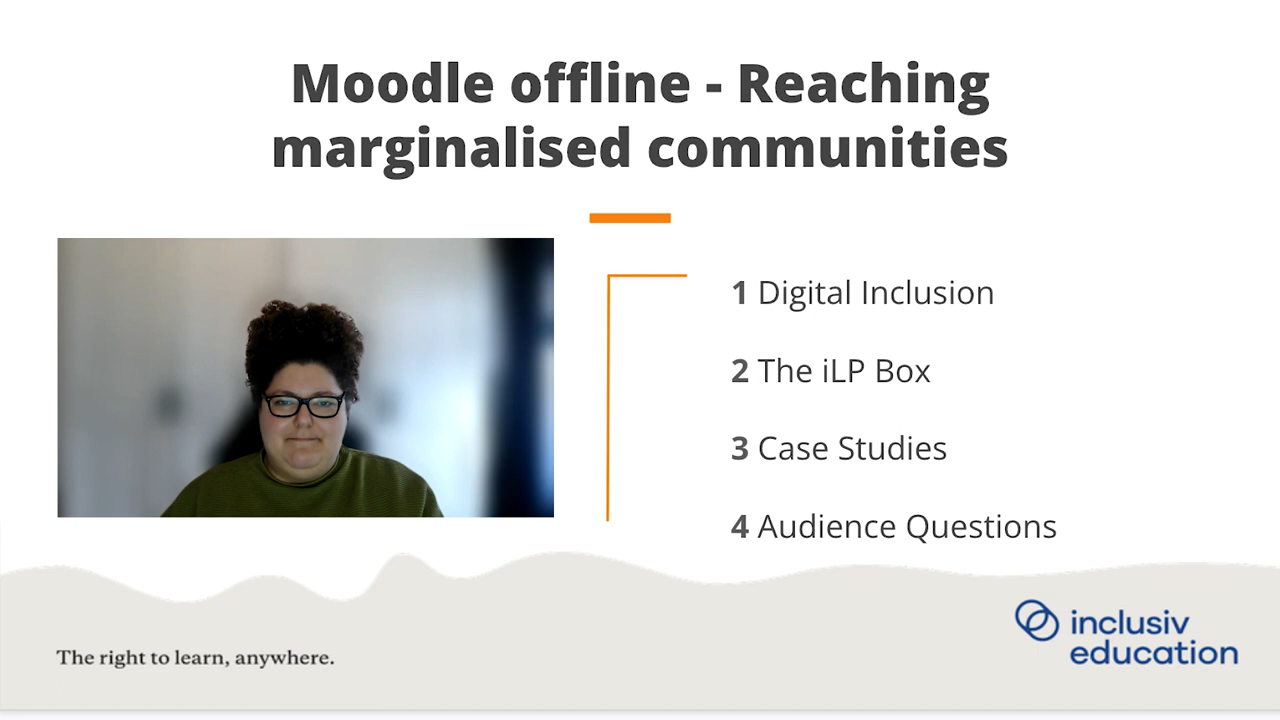 Moodle offline - Reaching
marginalised communities
1 Digital Inclusion
2 The iLP Box
3 Case Studies
4 Audience Questions
The right to learn, anywhere.
inclusiv
education